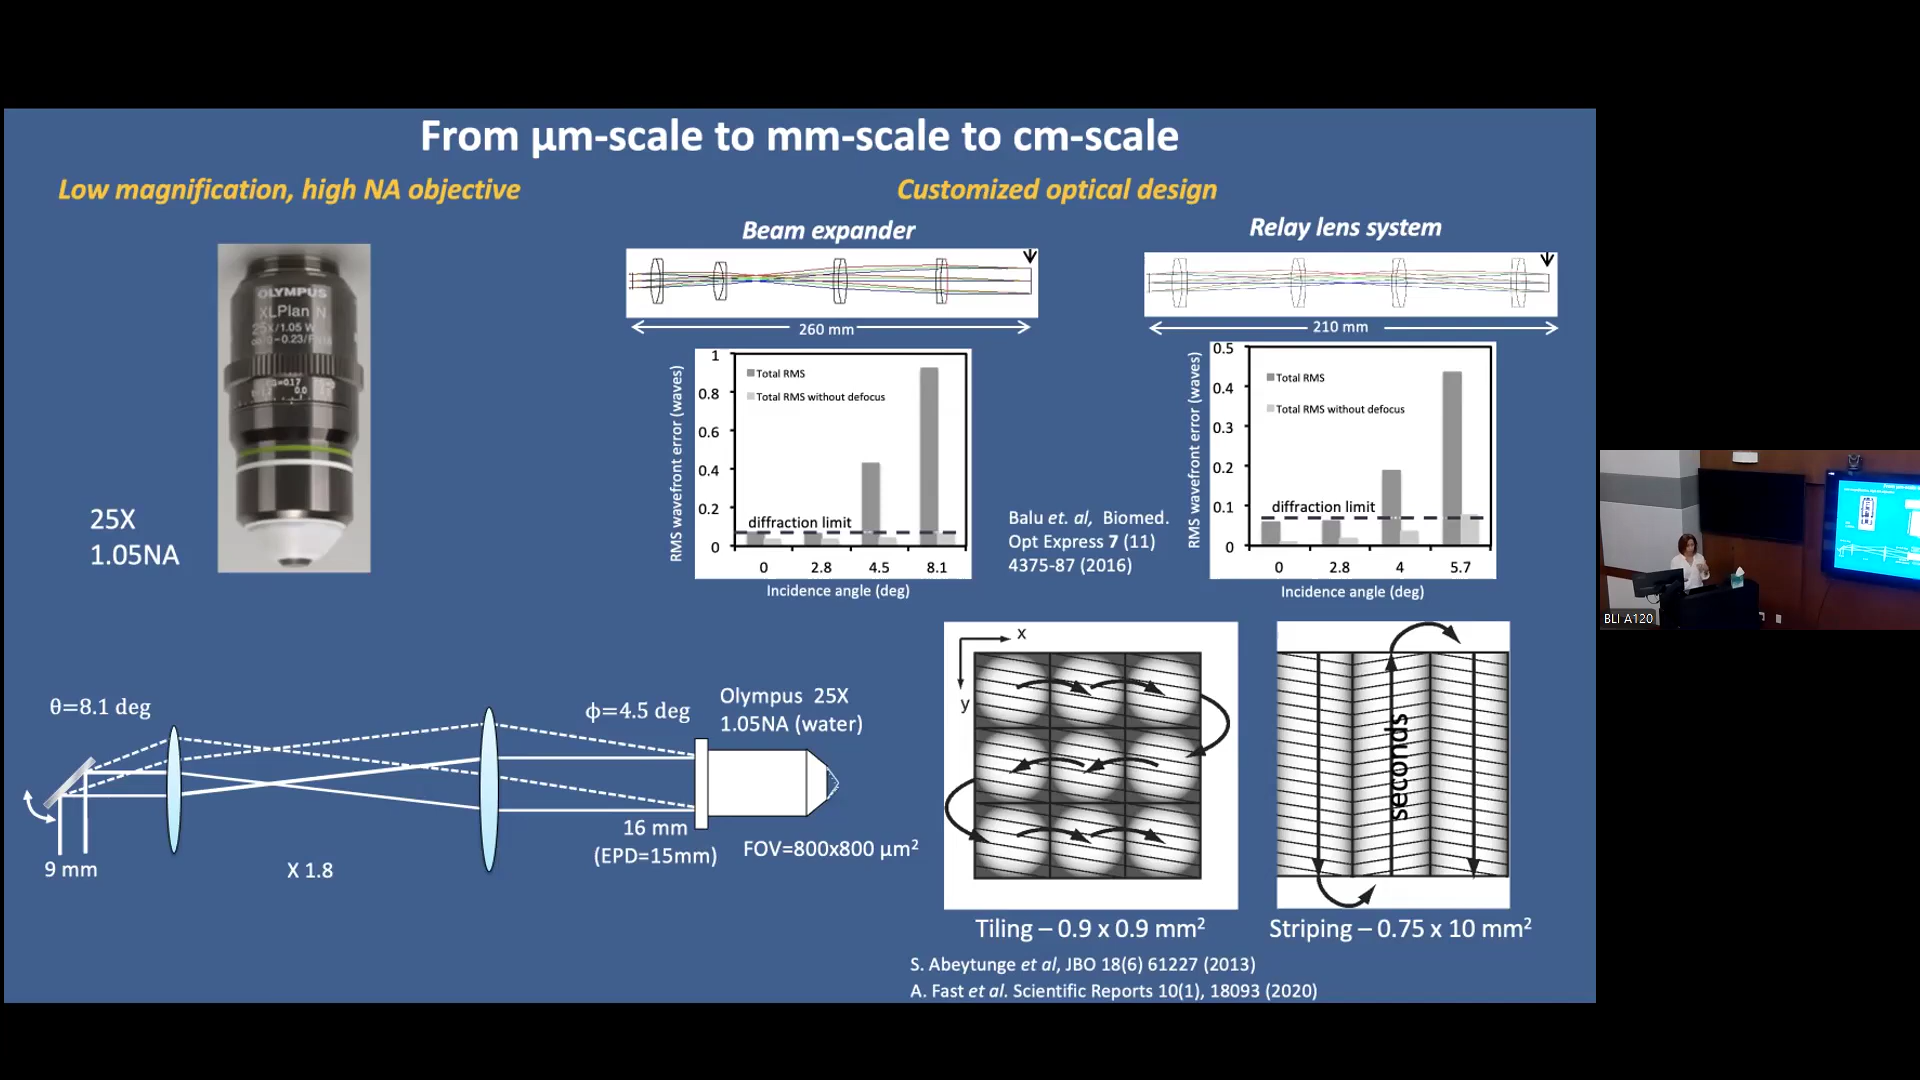 From µm-scale to mm-scale to cm-scale
Low magnification, high NA objective
Customized optical design
Beam expander
Relay lens system
OLYMPUS
XLPlan N
25X/1.05 W
260 mm
210 mm
RMS wavefront error (waves)
1
0.8
0.6
0.4
0.2
0
Total RMS
Total RMS without defocus
diffraction limit
0 2.8 4.5 8.1
Incidence angle (deg)
RMS wavefront error (waves)
0.5
0.4
0.3
0.2
0.1
0
Total RMS
Total RMS without defocus
diffraction limit
0 2.8 4 5.7
Incidence angle (deg)
Balu et. al, Biomed.
Opt Express 7 (11)
4375-87 (2016)
25X
1.05NA
θ=8.1 deg
ϕ=4.5 deg
Olympus 25X
1.05NA (water)
9 mm
X 1.8
16 mm
(EPD=15mm)
FOV=800x800 µm²
x
y
seconds
Tiling – 0.9 x 0.9 mm²
Striping – 0.75 x 10 mm²
S. Abeytunge et al, JBO 18(6) 61227 (2013)
A. Fast et al. Scientific Reports 10(1), 18093 (2020)
BLI A120